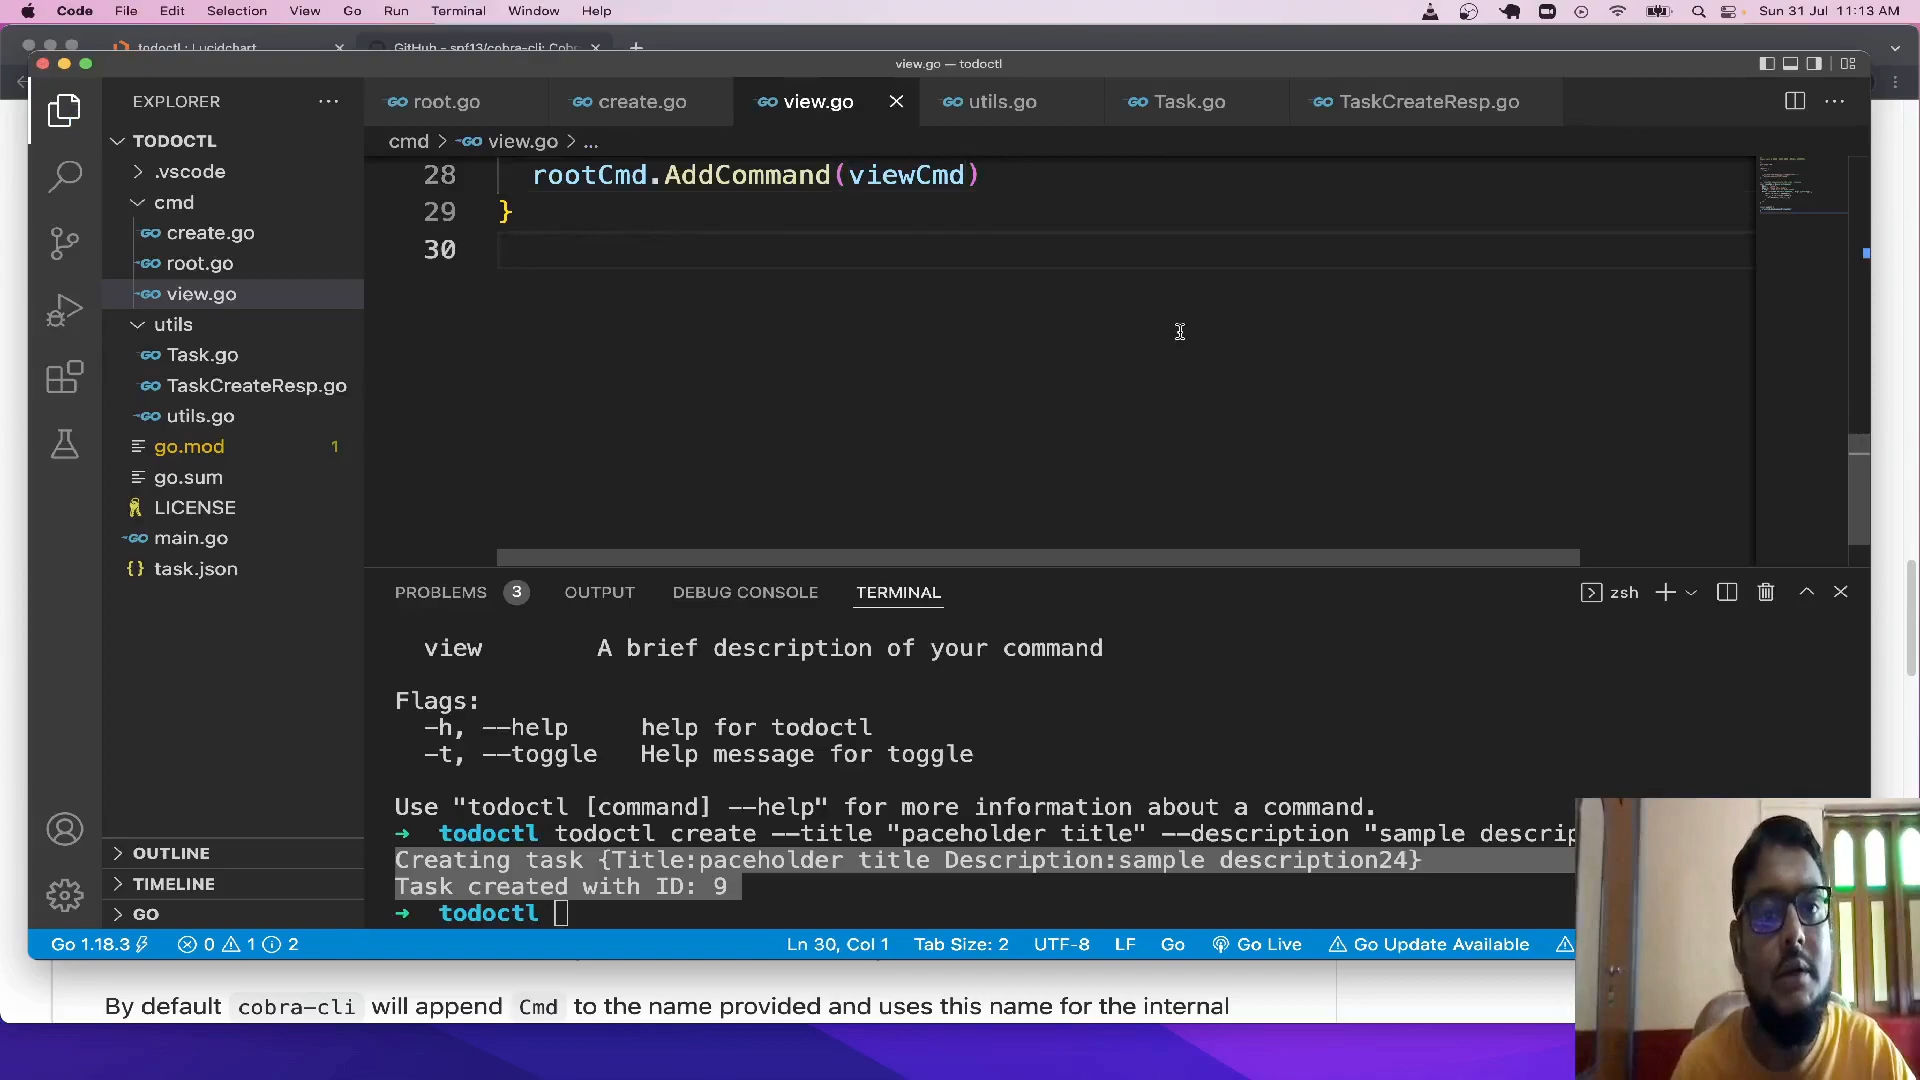 Code File Edit Selection View Go Run Terminal Window Help Sun 31 Jul 11:13 AM
todoctl : Lucidchart
GitHub - spf13/cobra-cli: Cob
view.go — todoctl
EXPLORER
root.go
create.go
view.go
utils.go
Task.go
TaskCreateResp.go
TODOCTL
cmd > view.go > ...
.vscode
cmd
create.go
root.go
view.go
utils
Task.go
TaskCreateResp.go
utils.go
go.mod 1
go.sum
LICENSE
main.go
task.json
OUTLINE
TIMELINE
GO
28 rootCmd.AddCommand(viewCmd)
29 }
30
PROBLEMS 3 OUTPUT DEBUG CONSOLE TERMINAL zsh
view A brief description of your command
Flags:
-h, --help help for todoctl
-t, --toggle Help message for toggle
Use "todoctl [command] --help" for more information about a command.
→ todoctl todoctl create --title "paceholder title" --description "sample descrip
Creating task {Title:paceholder title Description:sample description24}
Task created with ID: 9
→ todoctl
Go 1.18.3 0 1 2 Ln 30, Col 1 Tab Size: 2 UTF-8 LF Go Go Live Go Update Available
By default cobra-cli will append Cmd to the name provided and uses this name for the internal